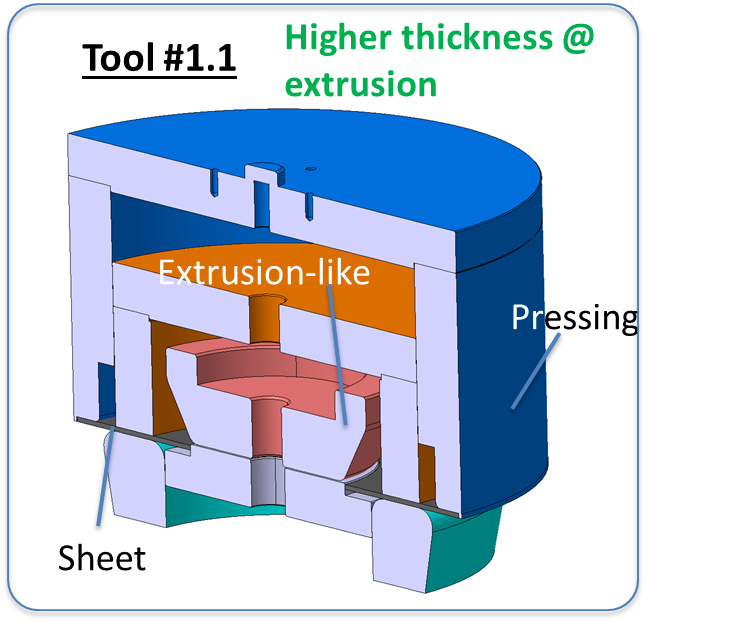 Tool #1.1
Higher thickness @
extrusion
Extrusion-like
Pressing
Sheet